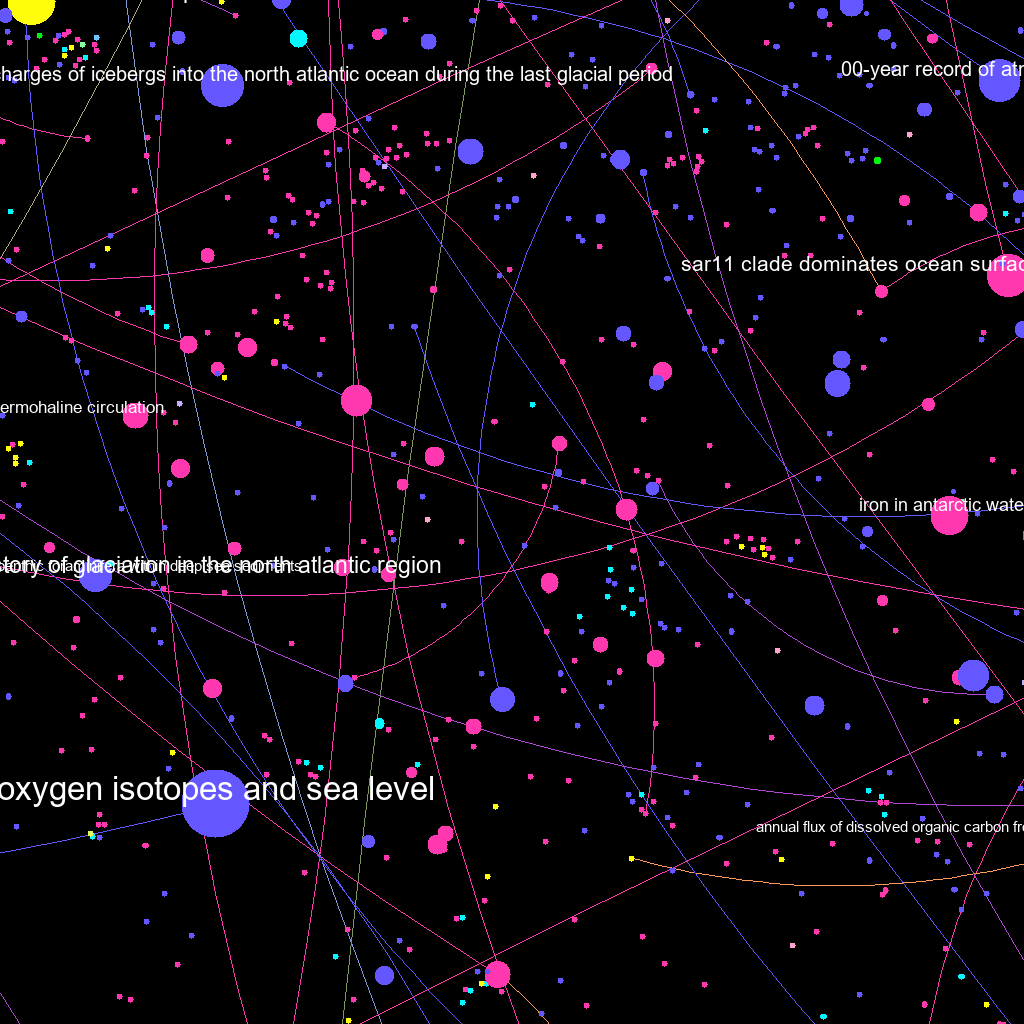 harges of icebergs into the north atlantic ocean during the last glacial period
00-year record of atm
sar11 clade dominates ocean surfac
ermohaline circulation
iron in antarctic wate
tory of glaciation in the north atlantic region
oxygen isotopes and sea level
annual flux of dissolved organic carbon fr